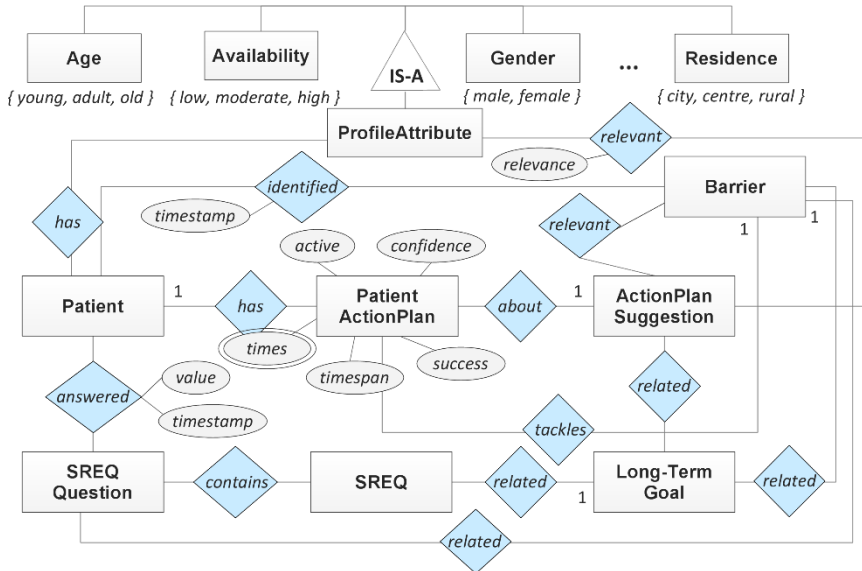 Age
Availability
IS-A
Gender
...
Residence
{ young, adult, old }
{ low, moderate, high }
{ male, female }
{ city, centre, rural }
ProfileAttribute
relevant
relevance
identified
Barrier
timestamp
has
relevant
1
1
active
confidence
Patient
1
has
Patient
ActionPlan
about
1
ActionPlan
Suggestion
times
timespan
success
value
answered
timestamp
related
tackles
SREQ
Question
contains
SREQ
related
1
Long-Term
Goal
related
related